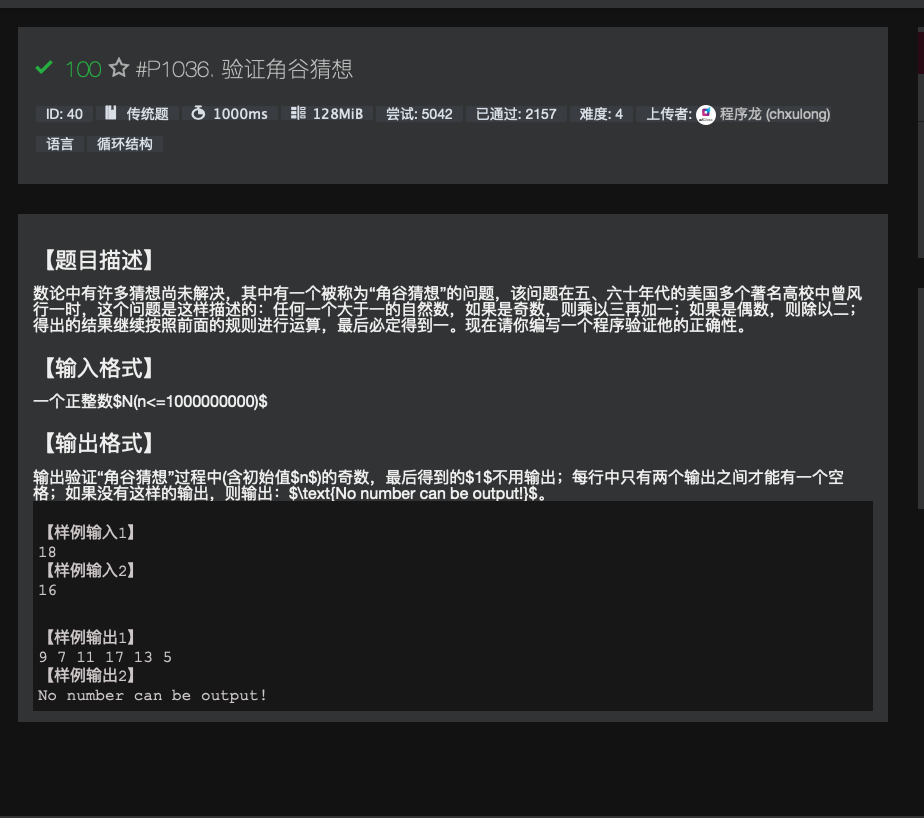 100 #P1036. 验证角谷猜想
ID: 40 传统题 1000ms 128MiB 尝试: 5042 已通过: 2157 难度: 4 上传者: 程序龙 (chxulong)
语言 循环结构
【题目描述】
数论中有许多猜想尚未解决，其中有一个被称为“角谷猜想”的问题，该问题在五、六十年代的美国多个著名高校中曾风
行一时，这个问题是这样描述的：任何一个大于一的自然数，如果是奇数，则乘以三再加一；如果是偶数，则除以二；
得出的结果继续按照前面的规则进行运算，最后必定得到一。现在请你编写一个程序验证他的正确性。
【输入格式】
一个正整数$N(n<=1000000000)$
【输出格式】
输出验证“角谷猜想”过程中(含初始值$n$)的奇数，最后得到的$1$不用输出；每行中只有两个输出之间才能有一个空
格；如果没有这样的输出，则输出：$\text{No number can be output!}$。
【样例输入1】
18
【样例输入2】
16
【样例输出1】
9 7 11 17 13 5
【样例输出2】
No number can be output!